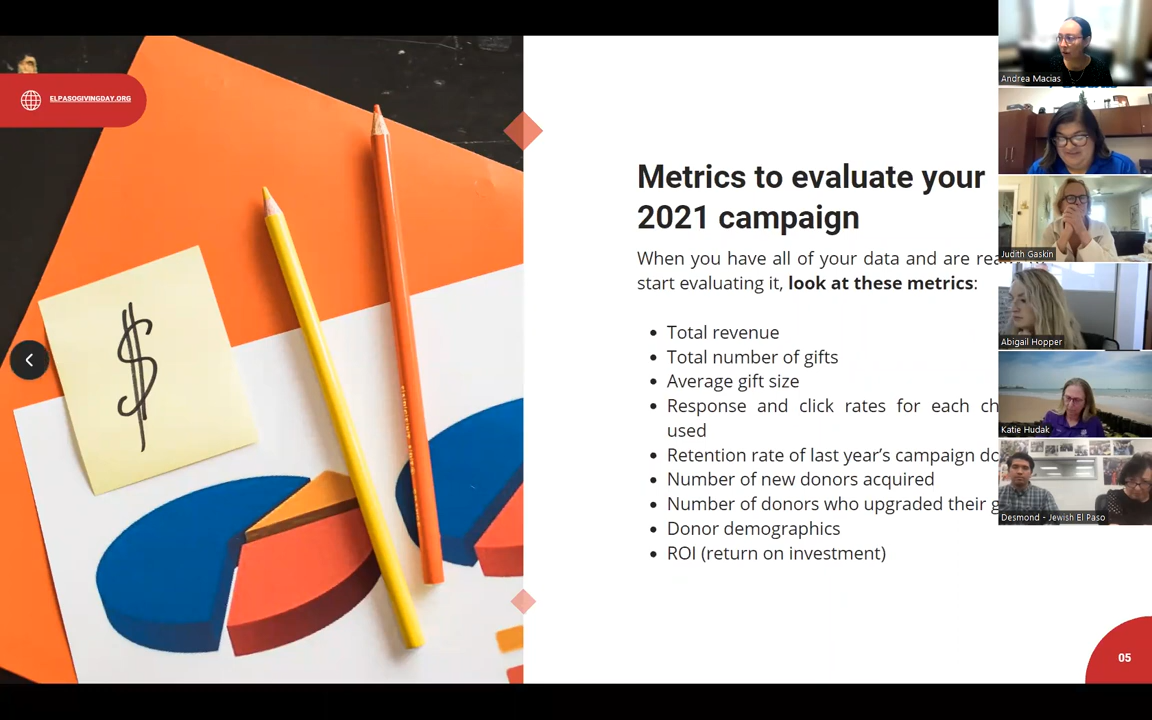 ELPASOGIVINGDAY.ORG
$
Metrics to evaluate your
2021 campaign
When you have all of your data and are
start evaluating it, look at these metrics:
• Total revenue
• Total number of gifts
• Average gift size
• Response and click rates for each
used
• Retention rate of last year’s campaign
• Number of new donors acquired
• Number of donors who upgraded their
• Donor demographics
• ROI (return on investment)
05
Andrea Macias
Judith Gaskin
Abigail Hopper
Katie Hudak
Desmond - Jewish El Paso